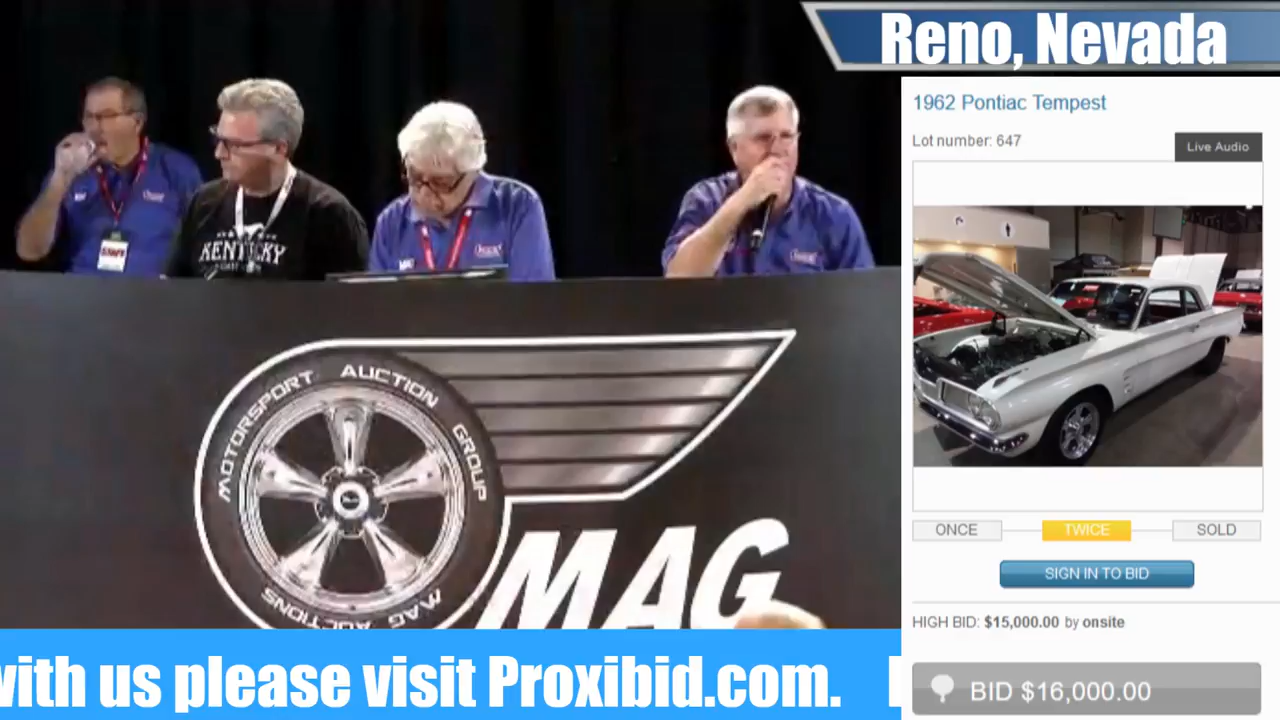 Reno, Nevada
1962 Pontiac Tempest
Lot number: 647
Live Audio
KENTUCKY
MOTORSPORT AUCTION GROUP
MAG AUCTIONS
MAG
ONCE
TWICE
SOLD
SIGN IN TO BID
HIGH BID: $15,000.00 by onsite
BID $16,000.00
with us please visit Proxibid.com.